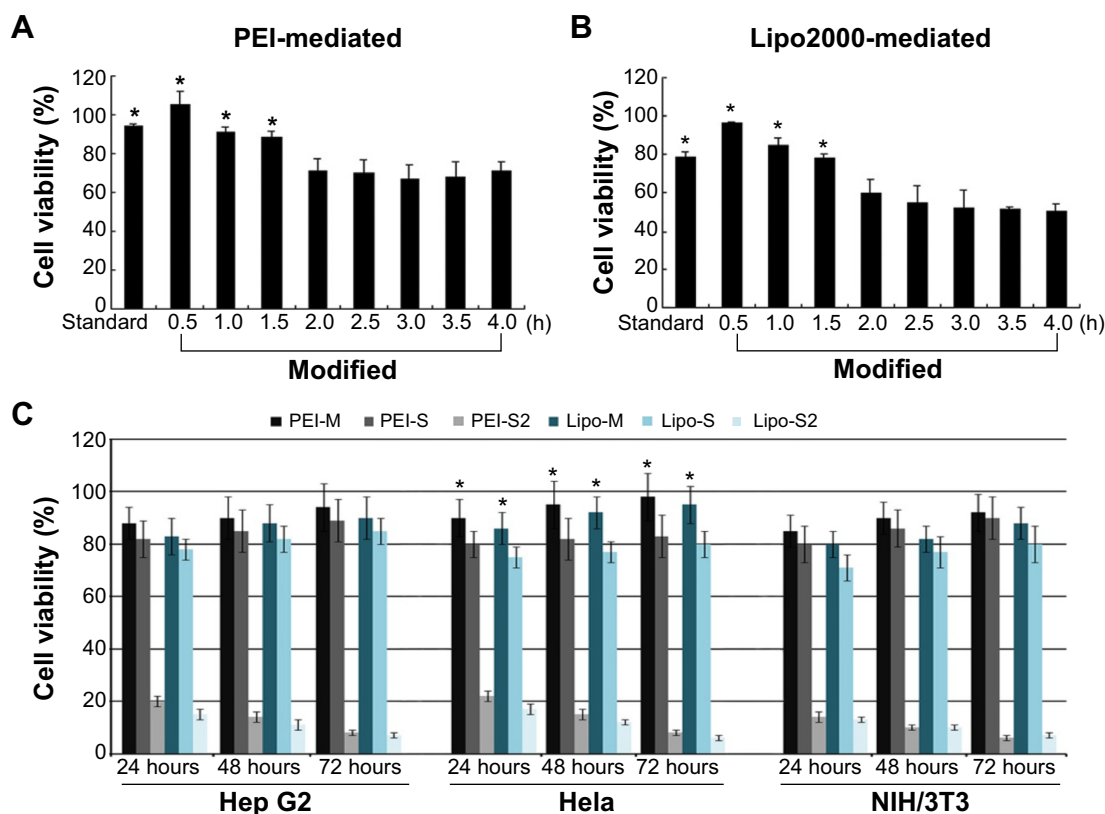 A
PEI-mediated
Cell viability (%)
120
100
80
60
40
20
0
* * * *
Standard 0.5 1.0 1.5 2.0 2.5 3.0 3.5 4.0 (h)
Modified
B
Lipo2000-mediated
Cell viability (%)
120
100
80
60
40
20
0
* * * *
Standard 0.5 1.0 1.5 2.0 2.5 3.0 3.5 4.0 (h)
Modified
C
PEI-M PEI-S PEI-S2 Lipo-M Lipo-S Lipo-S2
Cell viability (%)
120
100
80
60
40
20
0
* * * * * *
24 hours 48 hours 72 hours 24 hours 48 hours 72 hours 24 hours 48 hours 72 hours
Hep G2 Hela NIH/3T3